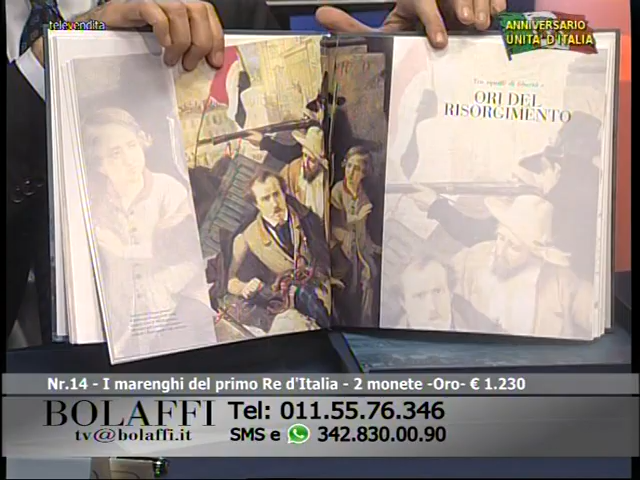 televendita
ANNIVERSARIO
UNITA' D'ITALIA
ORI DEL
RISORGIMENTO
Nr.14 - I marenghi del primo Re d'Italia - 2 monete -Oro- € 1.230
BOLAFFI Tel: 011.55.76.346
tv@bolaffi.it SMS e 342.830.00.90